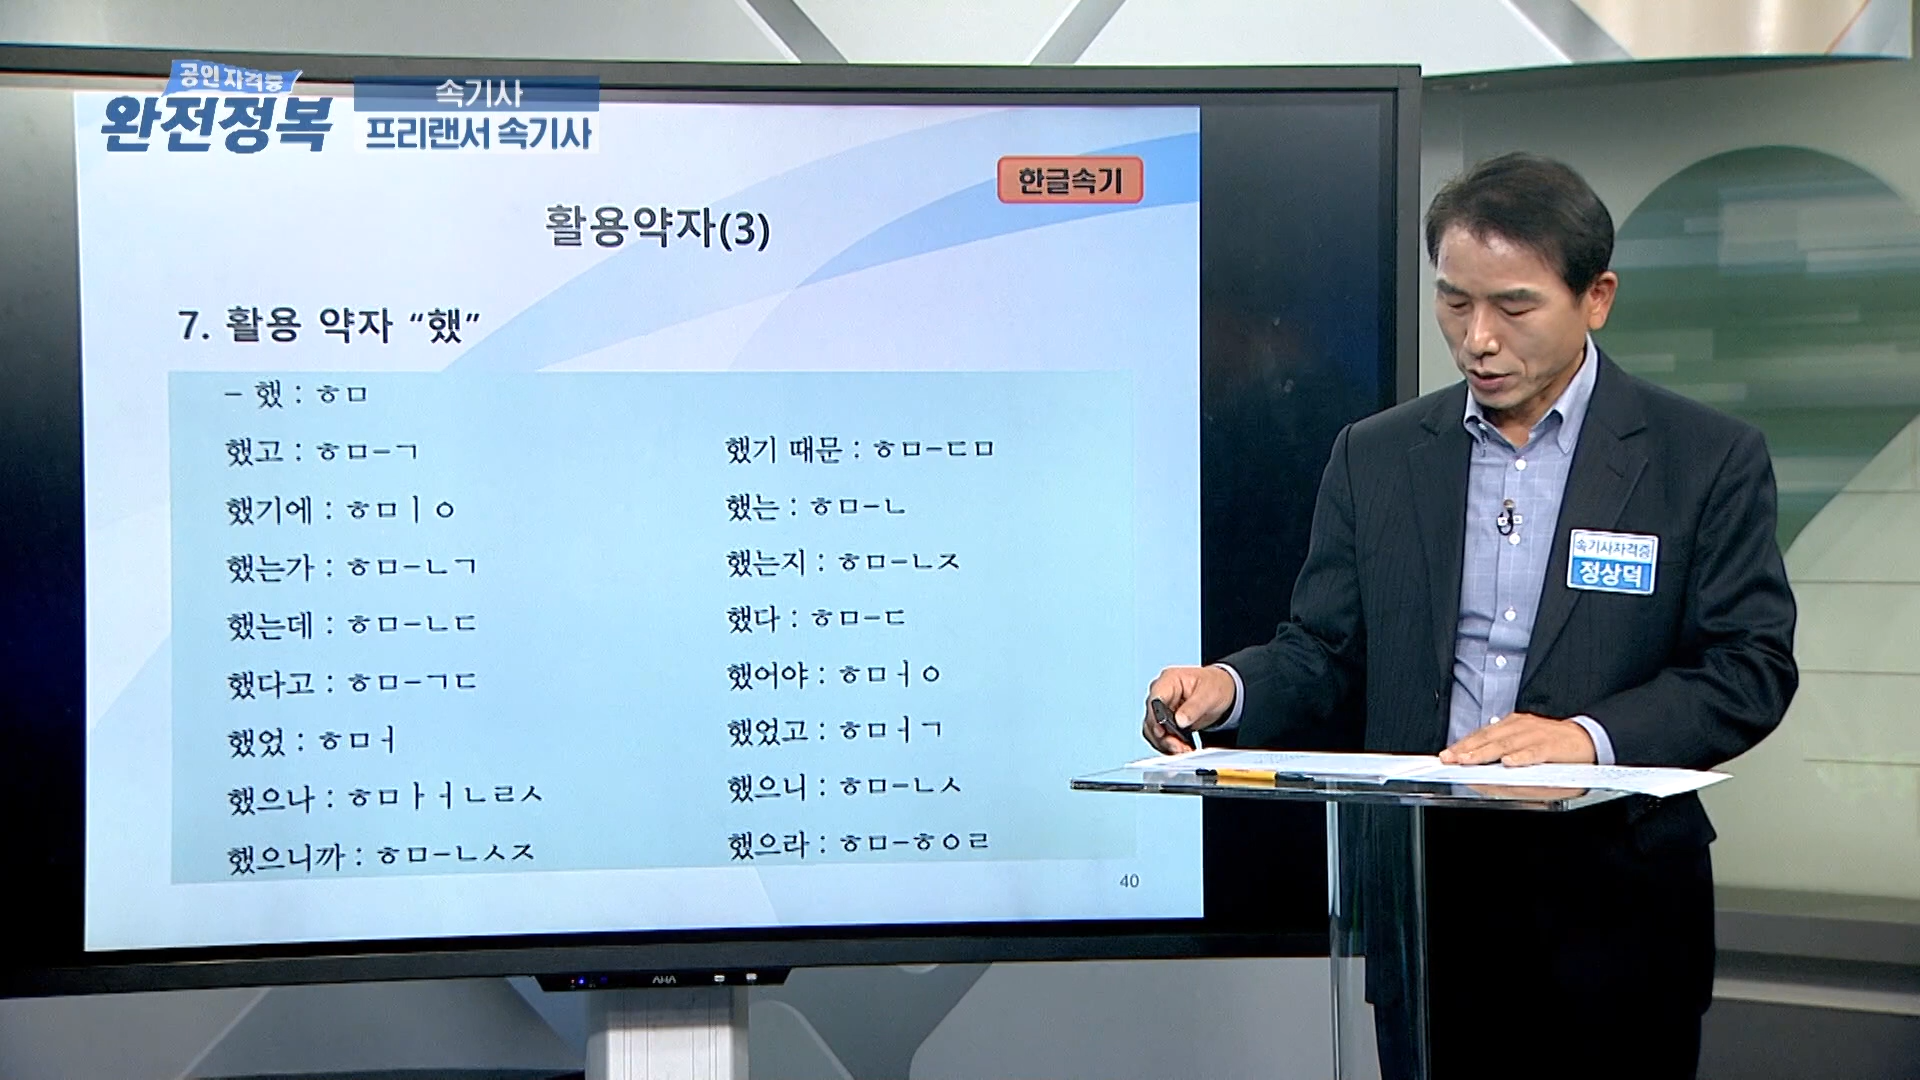 공인자격증
완전정복
속기사
프리랜서 속기사
한글속기
활용약자(3)
7. 활용 약자 “했”
– 했 : ㅎㅁ
했고 : ㅎㅁ–ㄱ
했기 때문 : ㅎㅁ–ㄷㅁ
했기에 : ㅎㅁㅣㅇ
했는 : ㅎㅁ–ㄴ
했는가 : ㅎㅁ–ㄴㄱ
했는지 : ㅎㅁ–ㄴㅈ
했는데 : ㅎㅁ–ㄴㄷ
했다 : ㅎㅁ–ㄷ
했다고 : ㅎㅁ–ㄱㄷ
했어야 : ㅎㅁㅓㅇ
했었 : ㅎㅁㅓ
했었고 : ㅎㅁㅓㄱ
했으나 : ㅎㅁㅏㅓㄴㄹㅅ
했으니 : ㅎㅁ–ㄴㅅ
했으니까 : ㅎㅁ–ㄴㅅㅈ
했으라 : ㅎㅁ–ㅎㅇㄹ
40
AHA
속기사자격증
정상덕